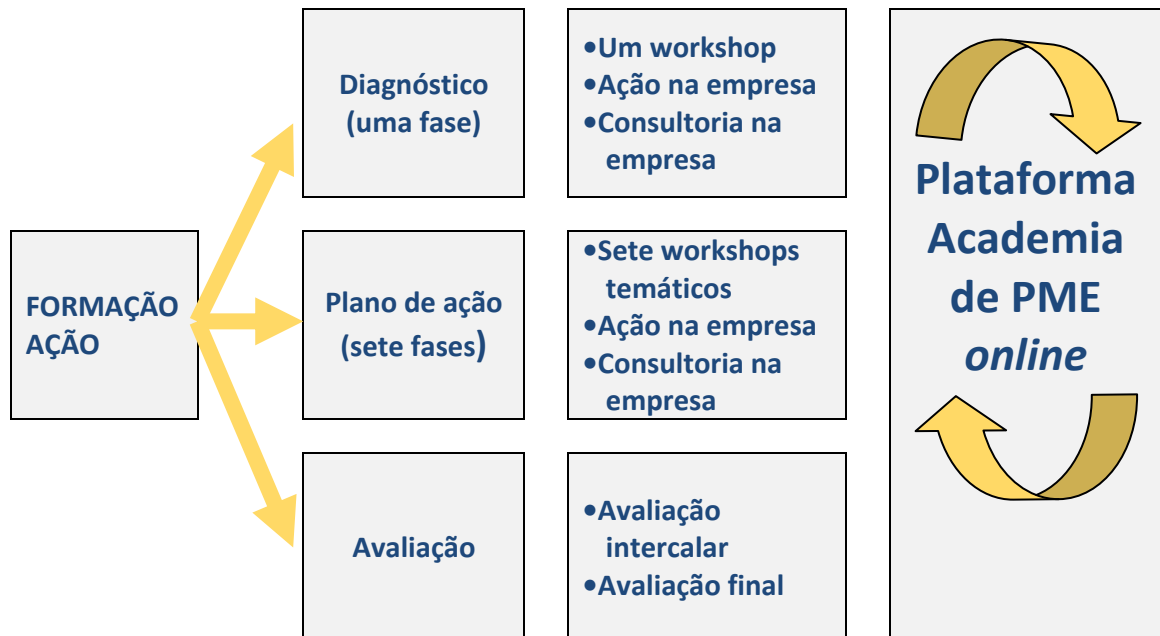 FORMAÇÃO
AÇÃO
Diagnóstico
(uma fase)
•Um workshop
•Ação na empresa
•Consultoria na
empresa
Plano de ação
(sete fases)
•Sete workshops
temáticos
•Ação na empresa
•Consultoria na
empresa
Avaliação
•Avaliação
intercalar
•Avaliação final
Plataforma
Academia
de PME
online